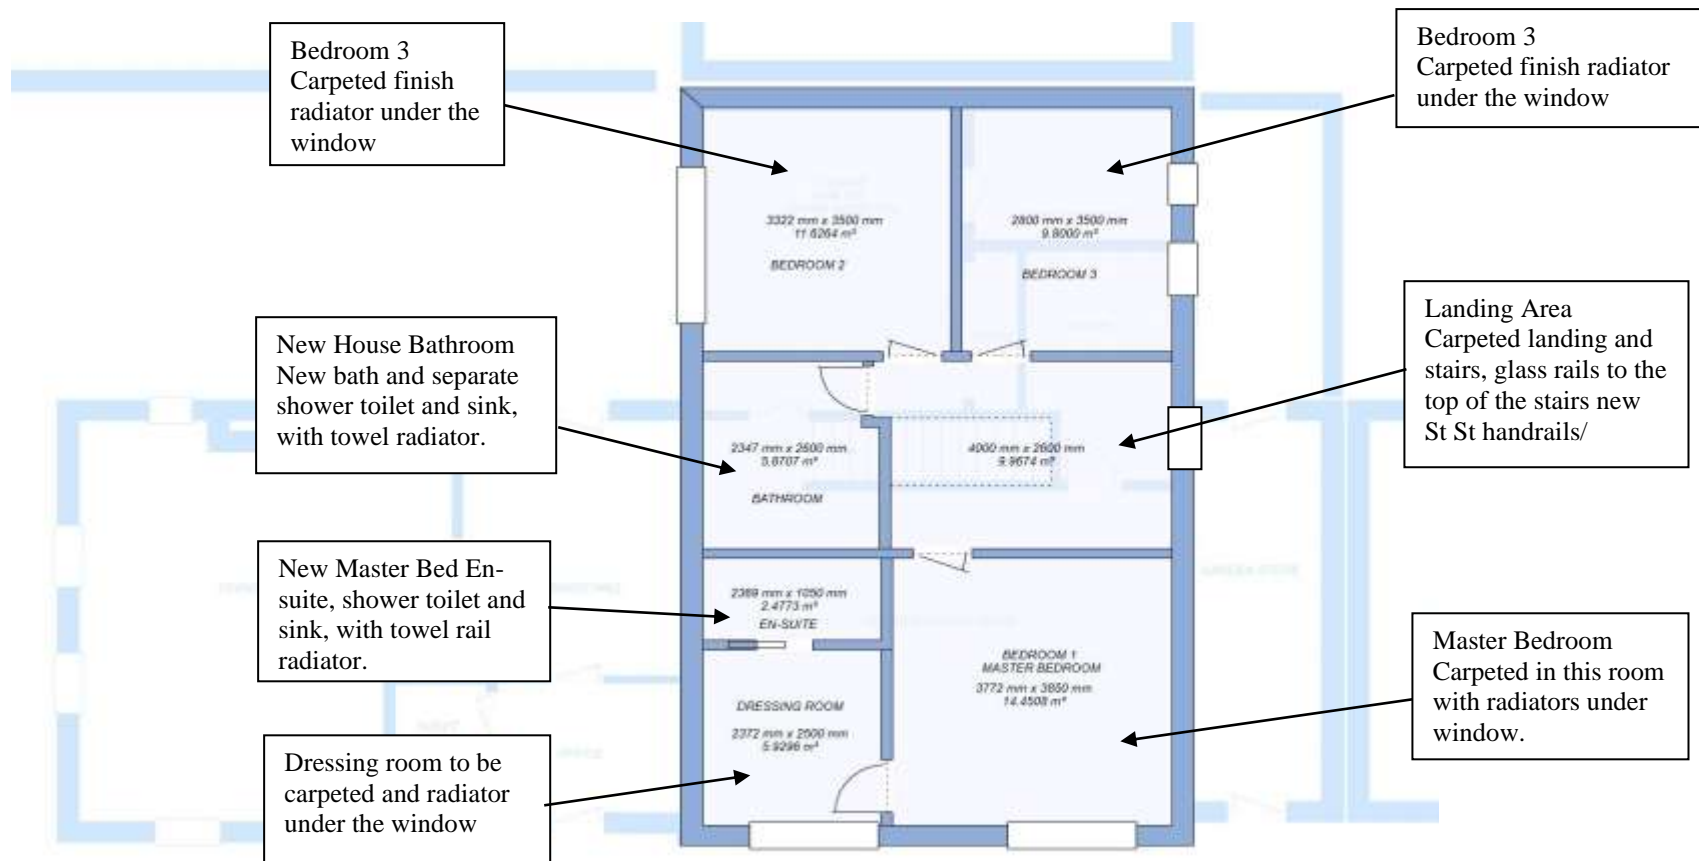 Bedroom 3
Carpeted finish
radiator under the
window
Bedroom 3
Carpeted finish radiator
under the window
3322 mm x 3500 mm
11.6264 m²
BEDROOM 2
2800 mm x 3500 mm
9.8000 m²
BEDROOM 3
New House Bathroom
New bath and separate
shower toilet and sink,
with towel radiator.
Landing Area
Carpeted landing and
stairs, glass rails to the
top of the stairs new
St St handrails/
2347 mm x 2600 mm
5.8707 m²
BATHROOM
4000 mm x 2600 mm
9.9674 m²
New Master Bed En-
suite, shower toilet and
sink, with towel rail
radiator.
2369 mm x 1050 mm
2.4773 m²
EN-SUITE
BEDROOM 1
MASTER BEDROOM
3772 mm x 3850 mm
14.4508 m²
Master Bedroom
Carpeted in this room
with radiators under
window.
DRESSING ROOM
2372 mm x 2500 mm
5.9296 m²
Dressing room to be
carpeted and radiator
under the window